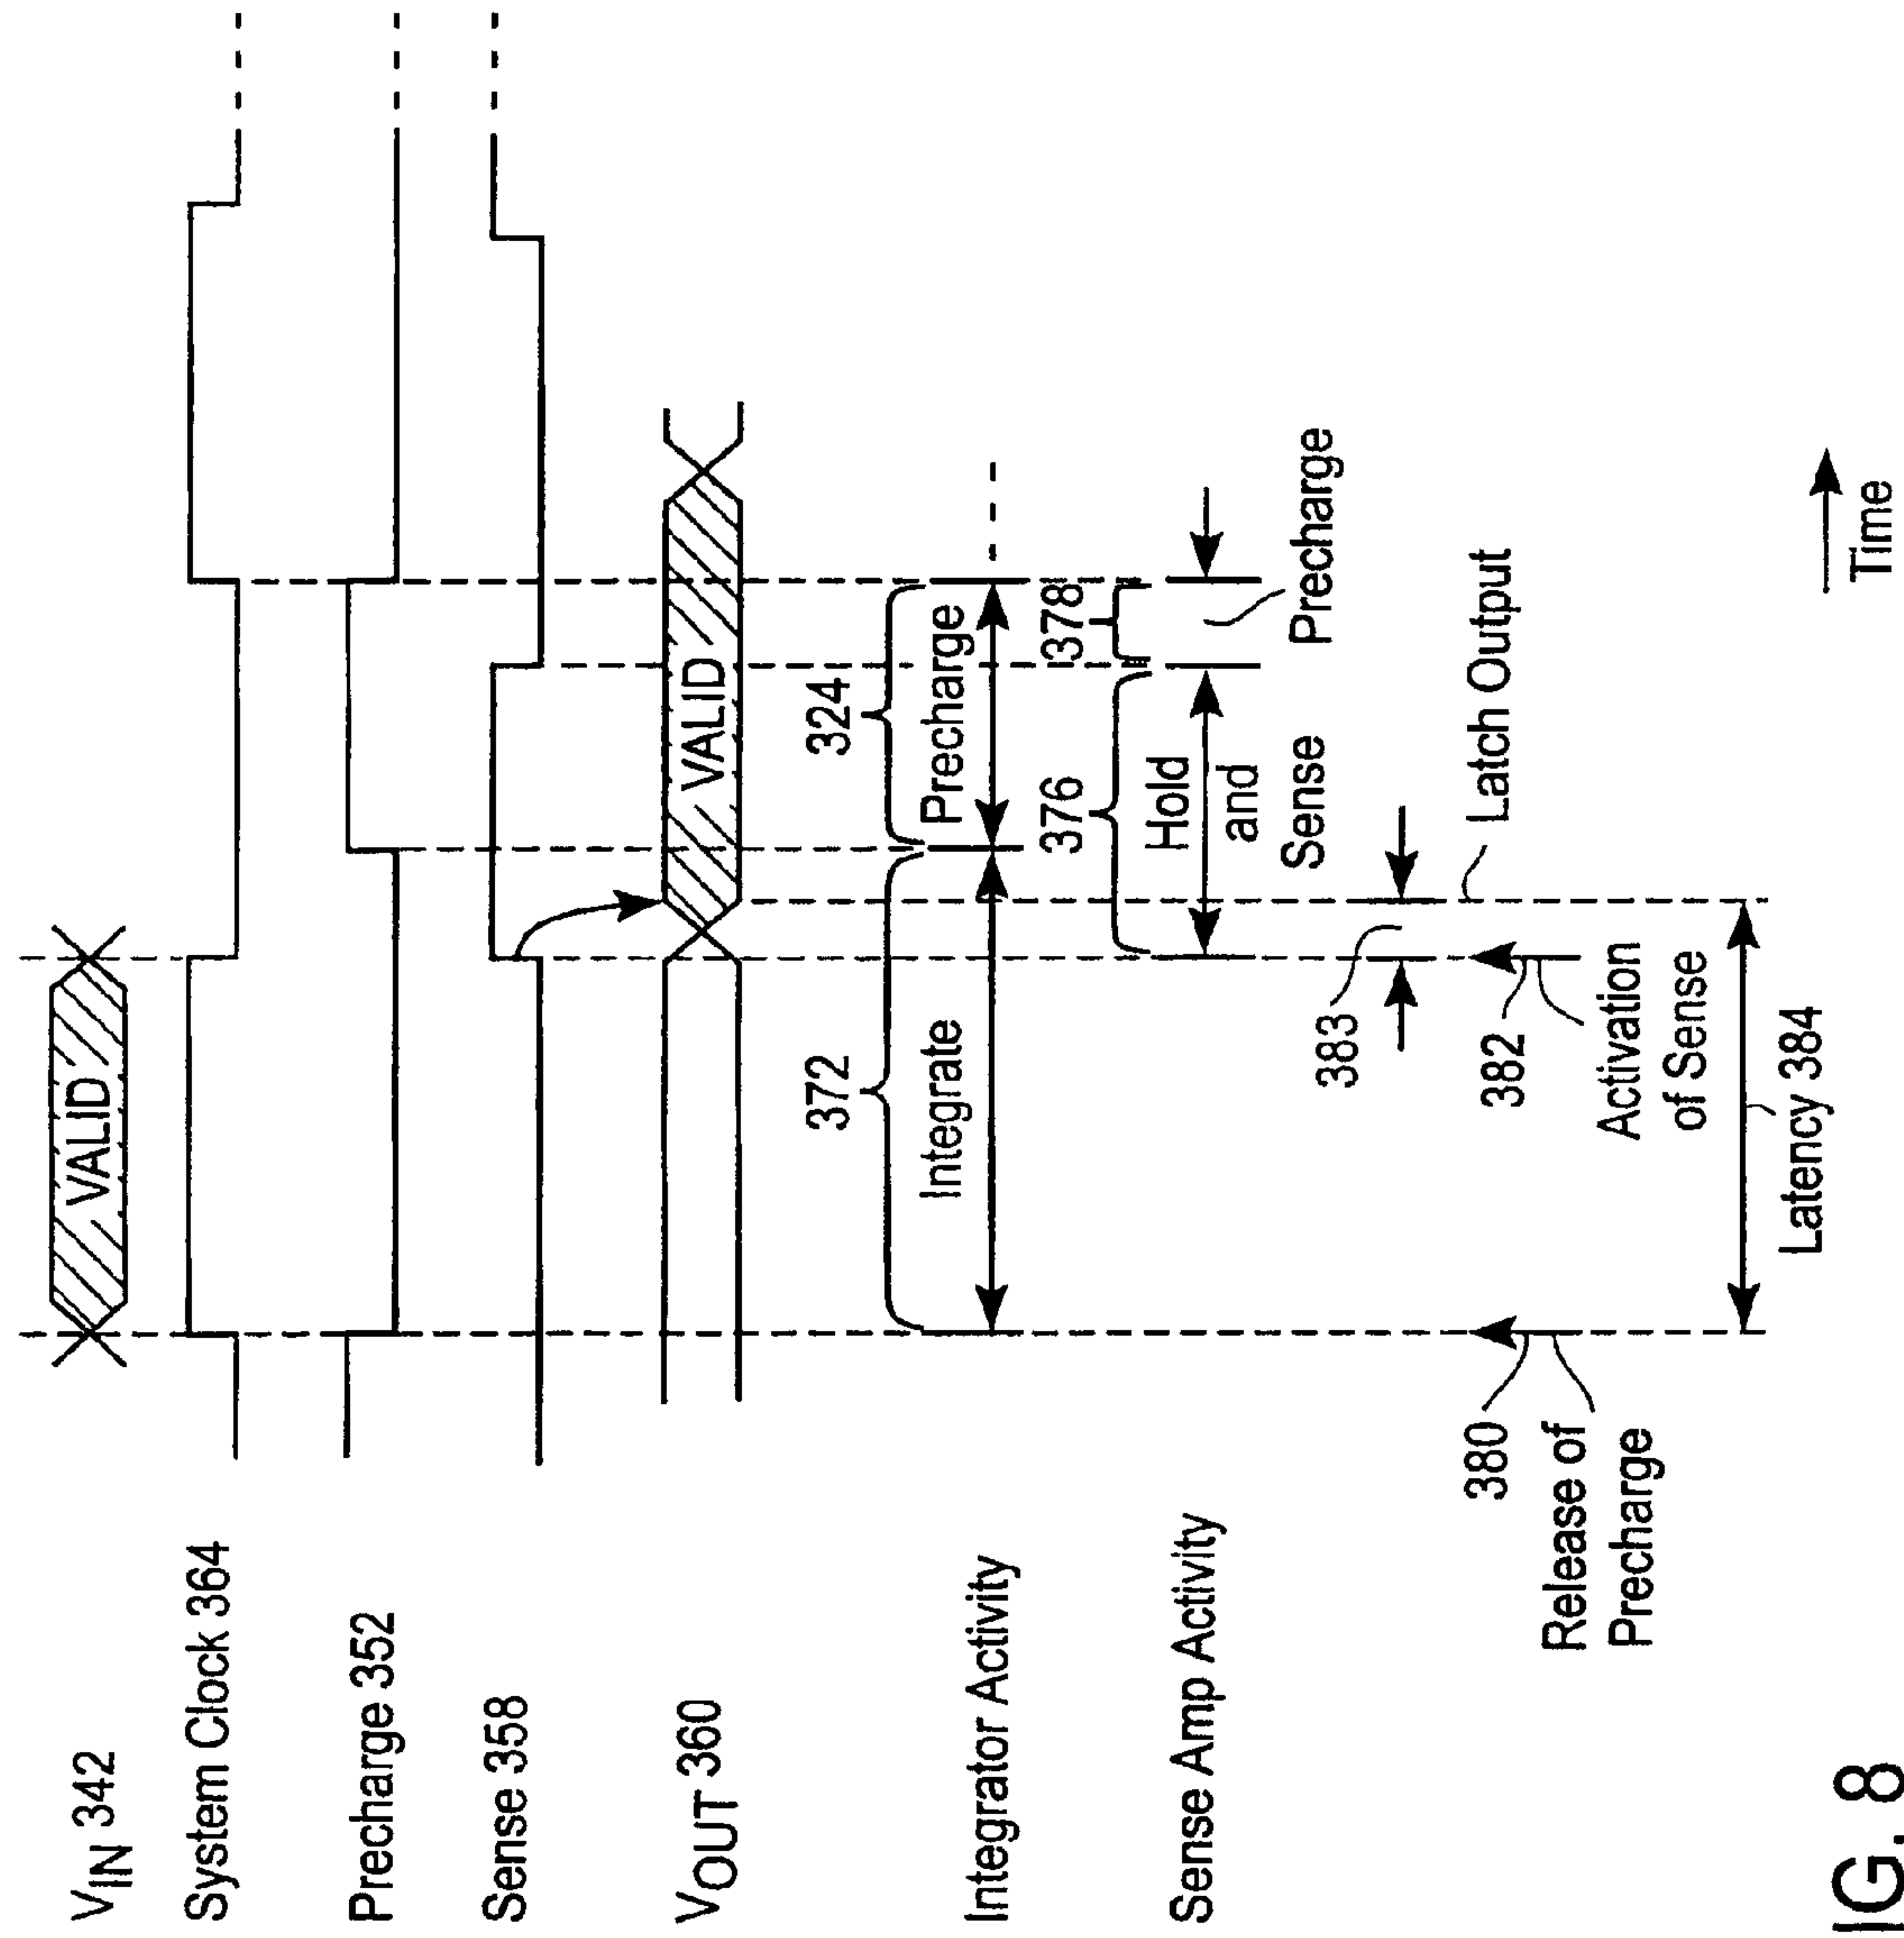 VIN 342
VALID
System Clock 364
Precharge 352
Sense 358
VOUT 360
VALID
372
324
Integrator Activity
Integrate
Precharge
376
378
Sense Amp Activity
Hold
and
Sense
Precharge
383
Latch Output
380
382
Release of
Precharge
Activation
of Sense
Latency 384
Time
IG. 8